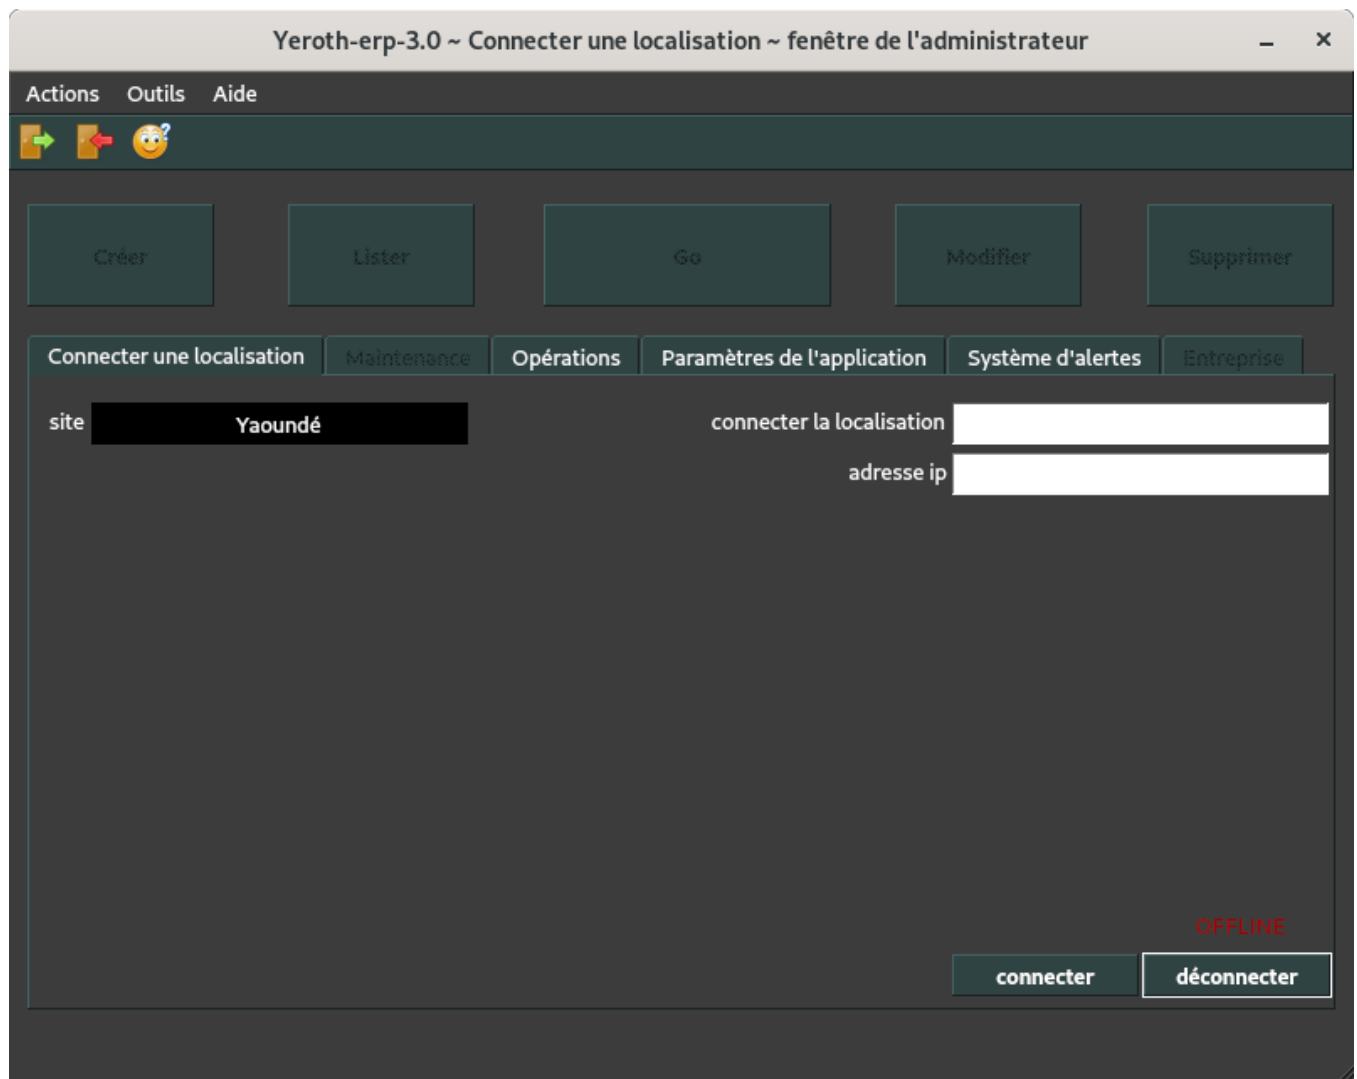 Yeroth-erp-3.0 ~ Connecter une localisation ~ fenêtre de l'administrateur
Actions Outils Aide
Créer Lister Go Modifier Supprimer
Connecter une localisation Maintenance Opérations Paramètres de l'application Système d'alertes Entreprise
site Yaoundé connecter la localisation
adresse ip
OFFLINE
connecter déconnecter